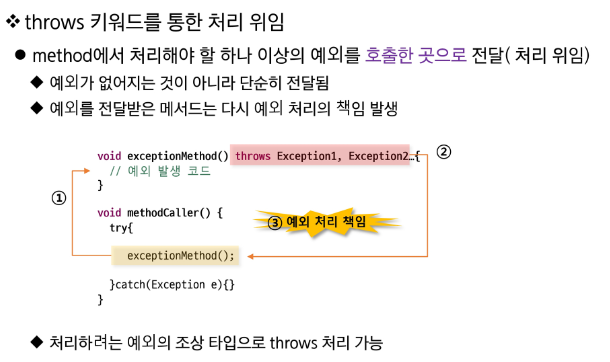 ❖throws 키워드를 통한 처리 위임
● method에서 처리해야 할 하나 이상의 예외를 호출한 곳으로 전달( 처리 위임)
◆ 예외가 없어지는 것이 아니라 단순히 전달됨
◆ 예외를 전달받은 메서드는 다시 예외 처리의 책임 발생
void exceptionMethod() throws Exception1, Exception2…{
②
// 예외 발생 코드
}
①
void methodCaller() {
③ 예외 처리 책임
try{
exceptionMethod();
}catch(Exception e){}
}
◆ 처리하려는 예외의 조상 타입으로 throws 처리 가능